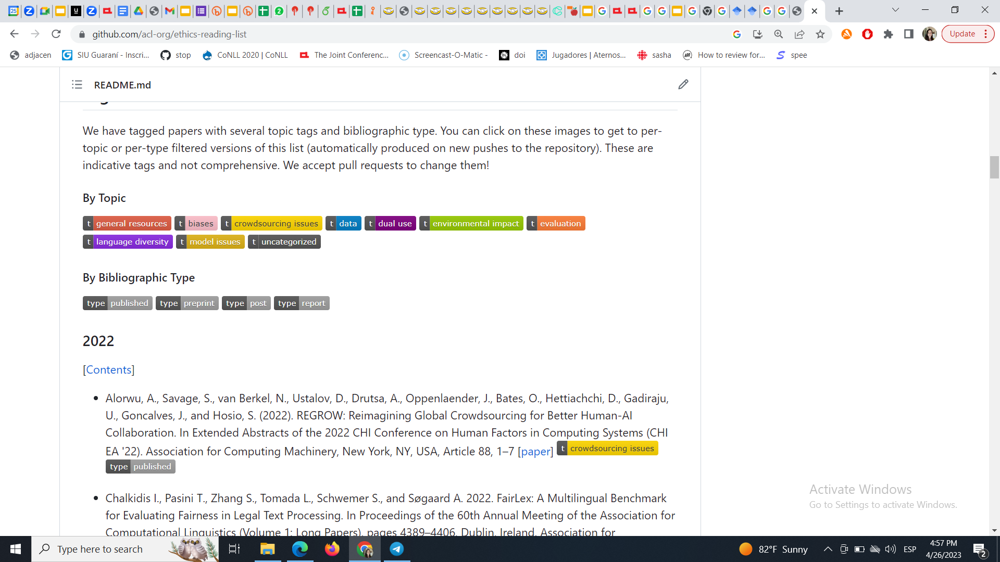 github.com/acl-org/ethics-reading-list
Update
adjacen
SIU Guaraní - Inscri...
stop
CoNLL 2020 | CoNLL
The Joint Conferenc...
Screencast-O-Matic -
doi
Jugadores | Aternos...
sasha
How to review for...
spee
README.md
We have tagged papers with several topic tags and bibliographic type. You can click on these images to get to per-
topic or per-type filtered versions of this list (automatically produced on new pushes to the repository). These are
indicative tags and not comprehensive. We accept pull requests to change them!
By Topic
t general resources t biases t crowdsourcing issues t data t dual use t environmental impact t evaluation
t language diversity t model issues t uncategorized
By Bibliographic Type
type published type preprint type post type report
2022
[Contents]
Alorwu, A., Savage, S., van Berkel, N., Ustalov, D., Drutsa, A., Oppenlaender, J., Bates, O., Hettiachchi, D., Gadiraju,
U., Goncalves, J., and Hosio, S. (2022). REGROW: Reimagining Global Crowdsourcing for Better Human-AI
Collaboration. In Extended Abstracts of the 2022 CHI Conference on Human Factors in Computing Systems (CHI
EA '22). Association for Computing Machinery, New York, NY, USA, Article 88, 1–7 [paper] t crowdsourcing issues
type published
Chalkidis I., Pasini T., Zhang S., Tomada L., Schwemer S., and Søgaard A. 2022. FairLex: A Multilingual Benchmark
for Evaluating Fairness in Legal Text Processing. In Proceedings of the 60th Annual Meeting of the Association for
Computational Linguistics (Volume 1: Long Papers), pages 4389–4406, Dublin, Ireland. Association for
Activate Windows
Go to Settings to activate Windows.
Type here to search
82°F Sunny
ESP
4:57 PM
4/26/2023
2